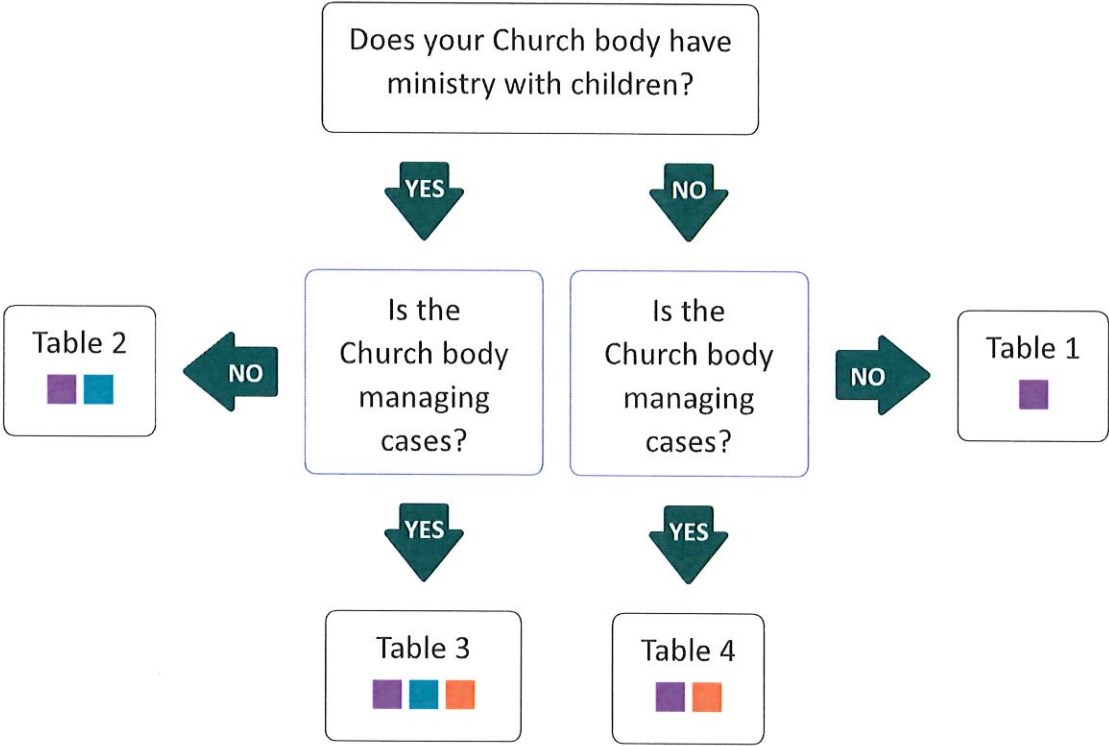 Does your Church body have
ministry with children?
YES
NO
Is the
Church body
managing
cases?
Is the
Church body
managing
cases?
Table 2
NO
NO
Table 1
YES
YES
Table 3
Table 4